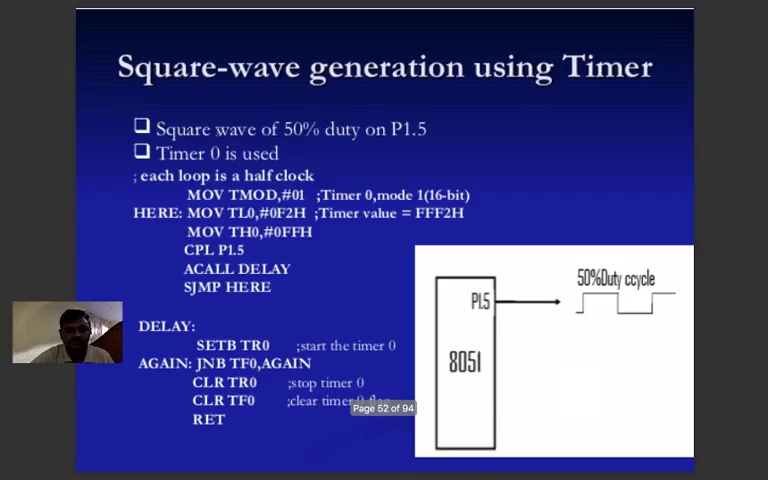 Square-wave generation using Timer
Square wave of 50% duty on P1.5
Timer 0 is used
; each loop is a half clock
MOV TMOD,#01 ;Timer 0,mode 1(16-bit)
HERE: MOV TL0,#0F2H ;Timer value = FFF2H
MOV TH0,#0FFH
CPL P1.5
ACALL DELAY
SJMP HERE
DELAY:
SETB TR0 ;start the timer 0
AGAIN: JNB TF0,AGAIN
CLR TR0 ;stop timer 0
CLR TF0 ;clear timer 0 flag
RET
Page 52 of 94
50%Duty ccycle
P1.5
8051